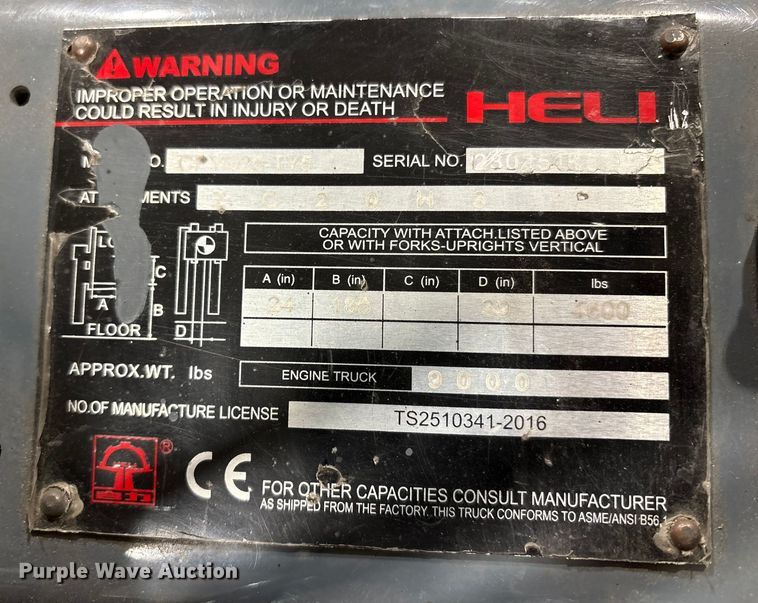 WARNING
IMPROPER OPERATION OR MAINTENANCE
COULD RESULT IN INJURY OR DEATH
HELI
SERIAL NO.
CAPACITY WITH ATTACH.LISTED ABOVE
OR WITH FORKS-UPRIGHTS VERTICAL
A (in) B (in) C (in) D (in) lbs
24
C
D
A
B
FLOOR
D
APPROX.WT. lbs
ENGINE TRUCK 9000
NO.OF MANUFACTURE LICENSE TS2510341-2016
®
CE
FOR OTHER CAPACITIES CONSULT MANUFACTURER
AS SHIPPED FROM THE FACTORY. THIS TRUCK CONFORMS TO ASME/ANSI B56.1
Purple Wave Auction